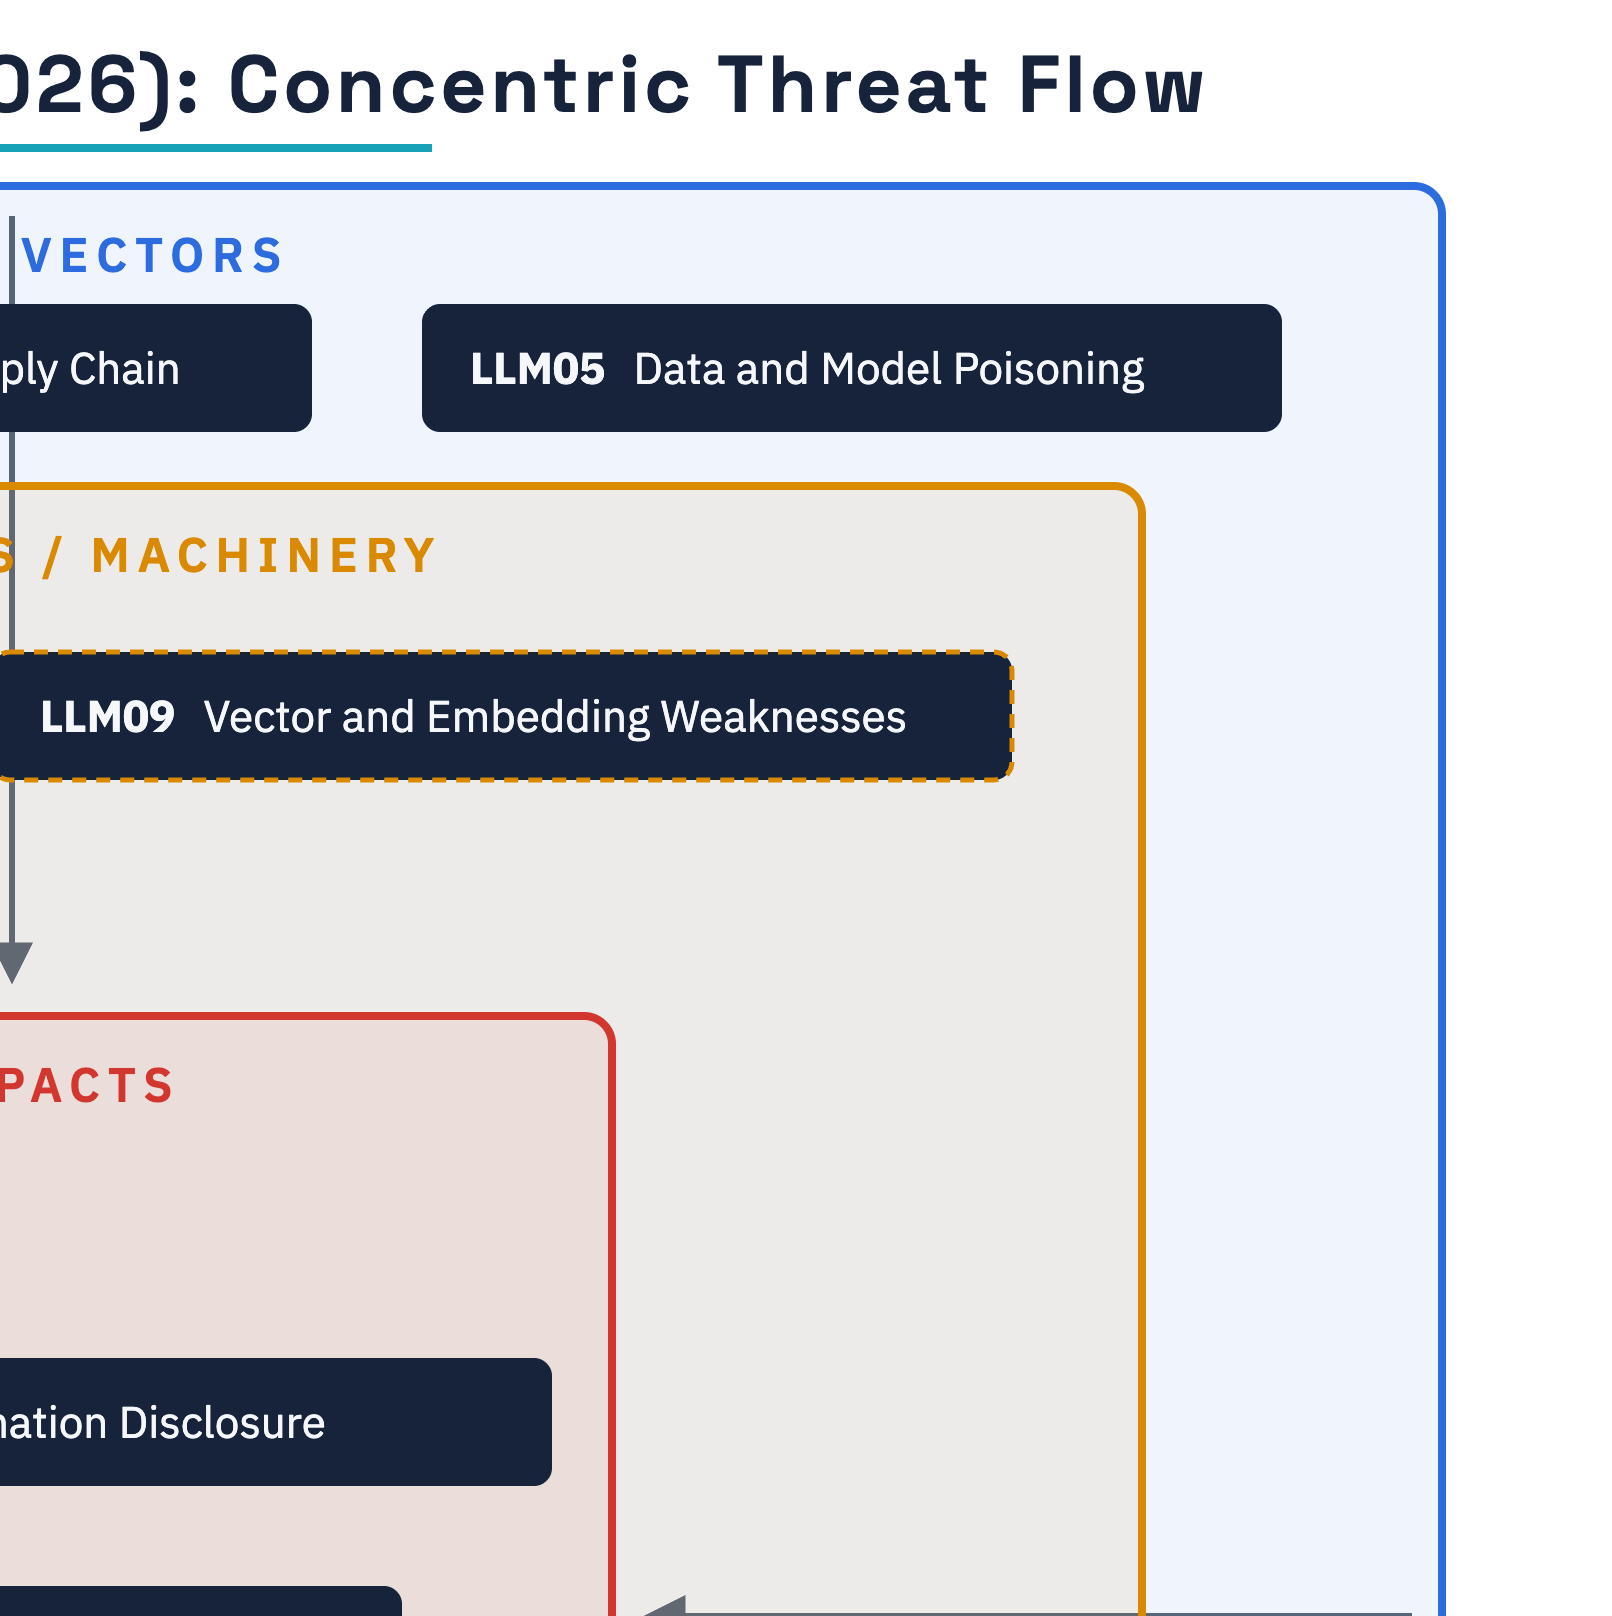 026): Concentric Threat Flow
VECTORS
ply Chain
LLM05 Data and Model Poisoning
S / MACHINERY
LLM09 Vector and Embedding Weaknesses
PACTS
mation Disclosure